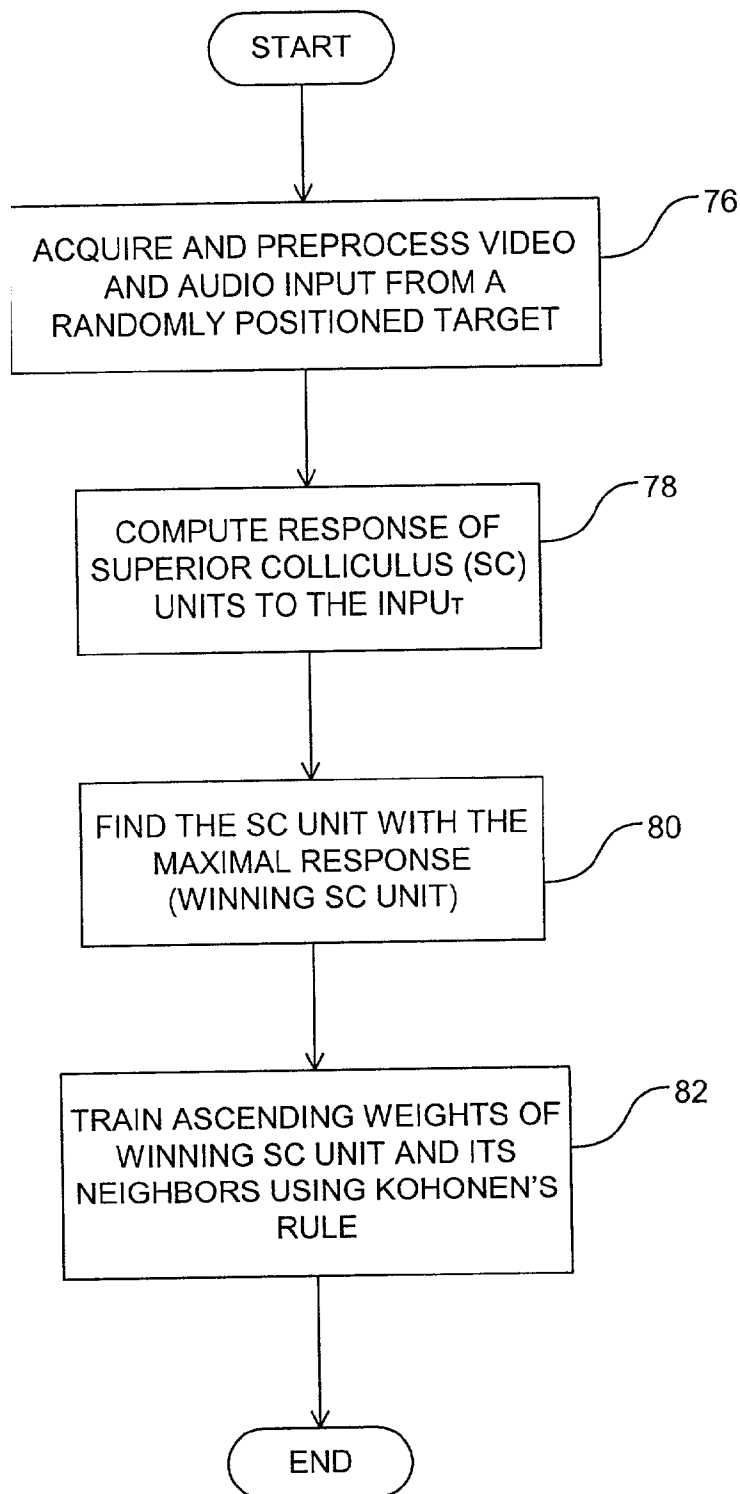 START
76
ACQUIRE AND PREPROCESS VIDEO
AND AUDIO INPUT FROM A
RANDOMLY POSITIONED TARGET
78
COMPUTE RESPONSE OF
SUPERIOR COLLICULUS (SC)
UNITS TO THE INPUT
80
FIND THE SC UNIT WITH THE
MAXIMAL RESPONSE
(WINNING SC UNIT)
82
TRAIN ASCENDING WEIGHTS OF
WINNING SC UNIT AND ITS
NEIGHBORS USING KOHONEN'S
RULE
END